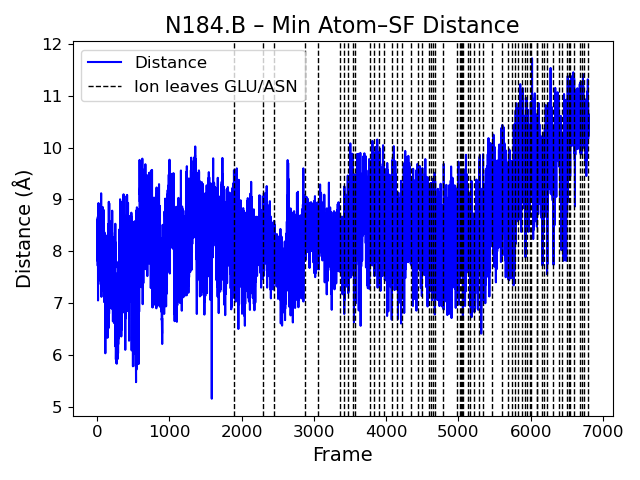 N184.B – Min Atom–SF Distance
Distance
Ion leaves GLU/ASN
Distance (Å)
12
11
10
9
8
7
6
5
0 1000 2000 3000 4000 5000 6000 7000
Frame